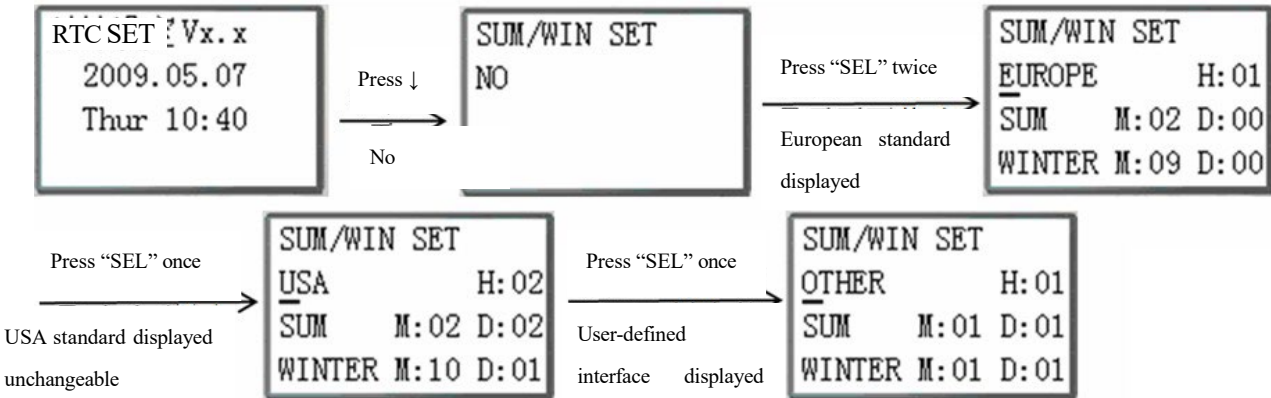 RTC SET Vx.x
2009.05.07
Thur 10:40
Press ↓
No
SUM/WIN SET
NO
Press “SEL” twice
European standard
displayed
SUM/WIN SET
EUROPE H:01
SUM M:02 D:00
WINTER M:09 D:00
Press “SEL” once
USA standard displayed
unchangeable
SUM/WIN SET
USA H:02
SUM M:02 D:02
WINTER M:10 D:01
Press “SEL” once
User-defined
interface displayed
SUM/WIN SET
OTHER H:01
SUM M:01 D:01
WINTER M:01 D:01